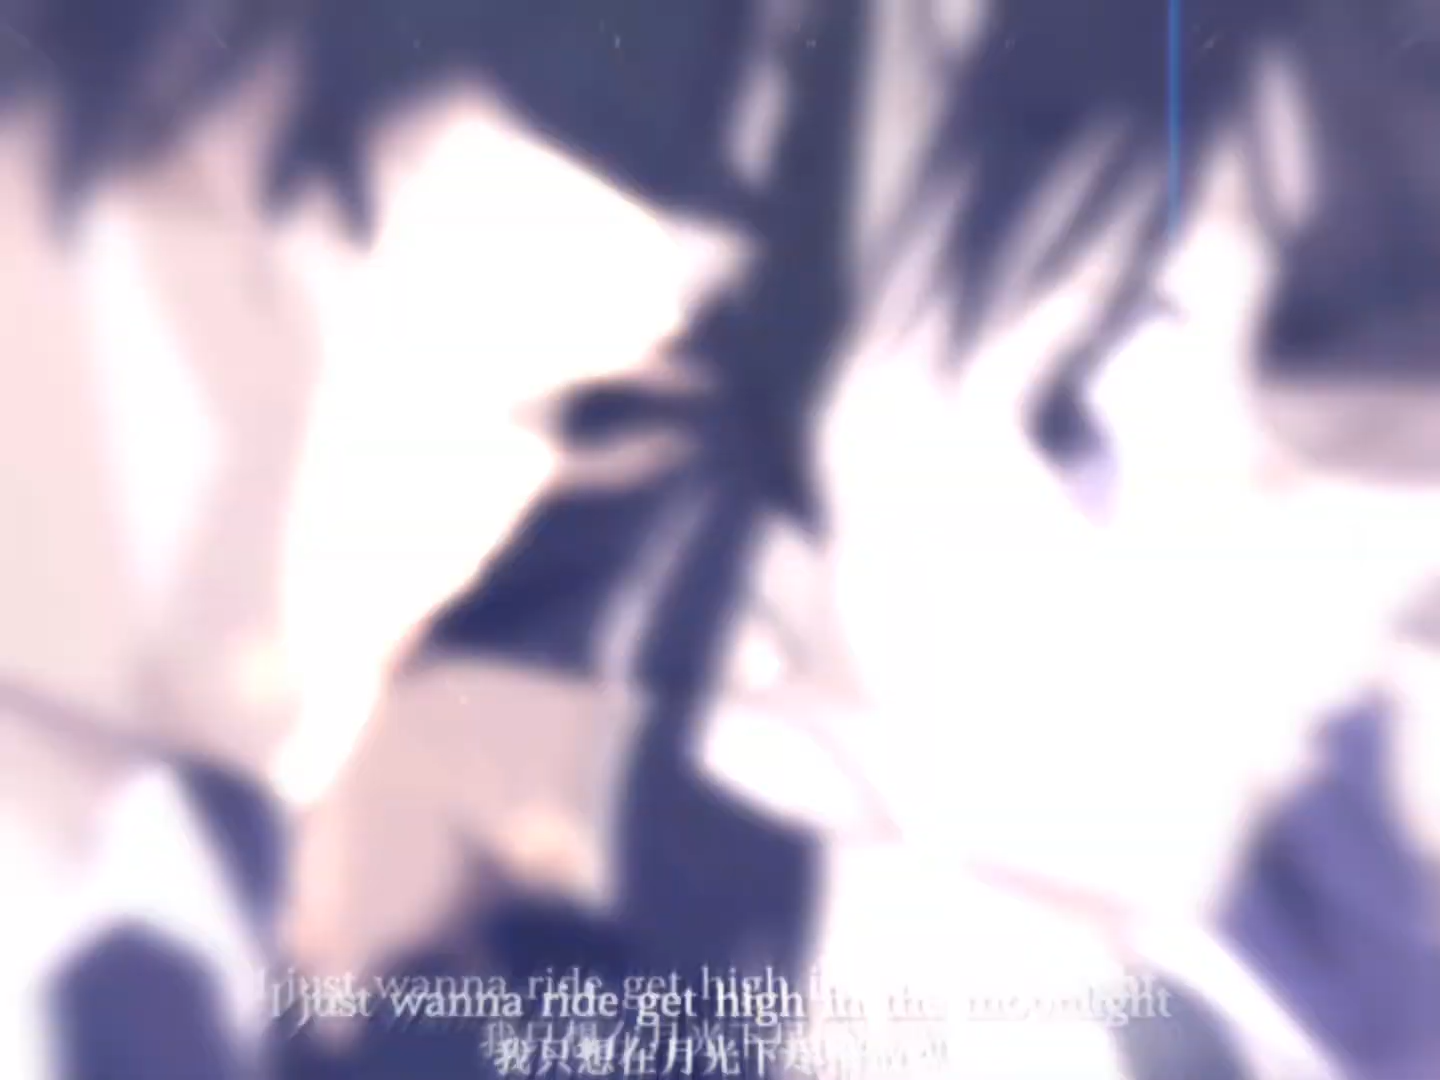 I just wanna ride get high in the moonlight
我只想在月光下